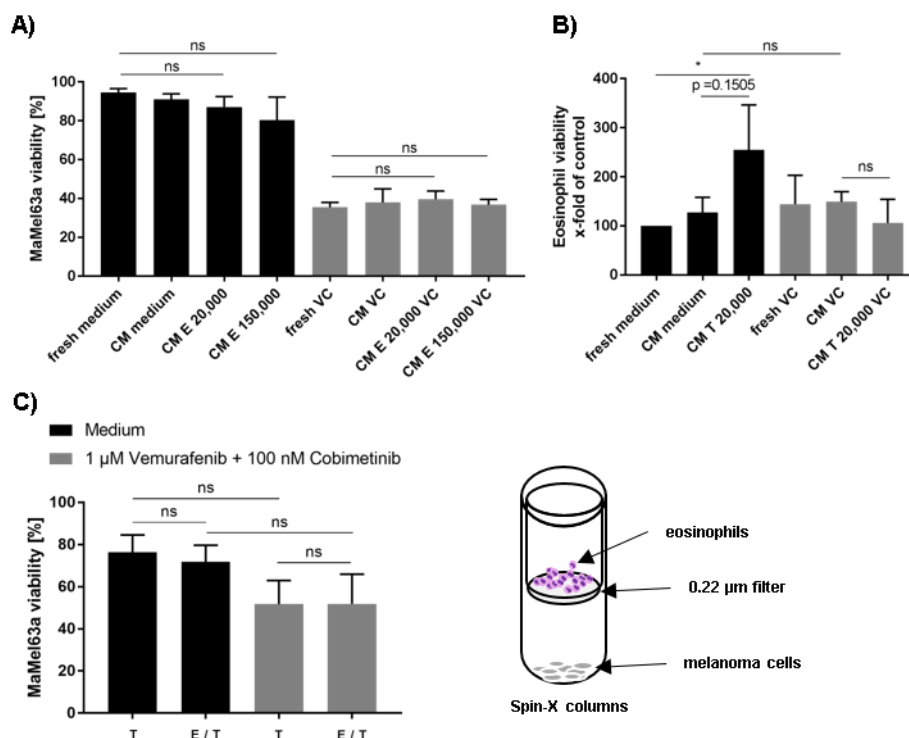 A)
ns
ns
MaMel63a viability [%]
100
80
60
40
20
0
ns
ns
fresh medium
CM medium
CM E 20,000
CM E 150,000
fresh VC
CM VC
CM E 20,000 VC
CM E 150,000 VC
B)
ns
*
p =0.1505
ns
Eosinophil viability
x-fold of control
400
300
200
100
0
fresh medium
CM medium
CM T 20,000
fresh VC
CM VC
CM T 20,000 VC
C)
Medium
1 µM Vemurafenib + 100 nM Cobimetinib
ns
ns
ns
ns
MaMel63a viability [%]
100
80
60
40
20
0
T
E / T
T
E / T
eosinophils
0.22 µm filter
melanoma cells
Spin-X columns